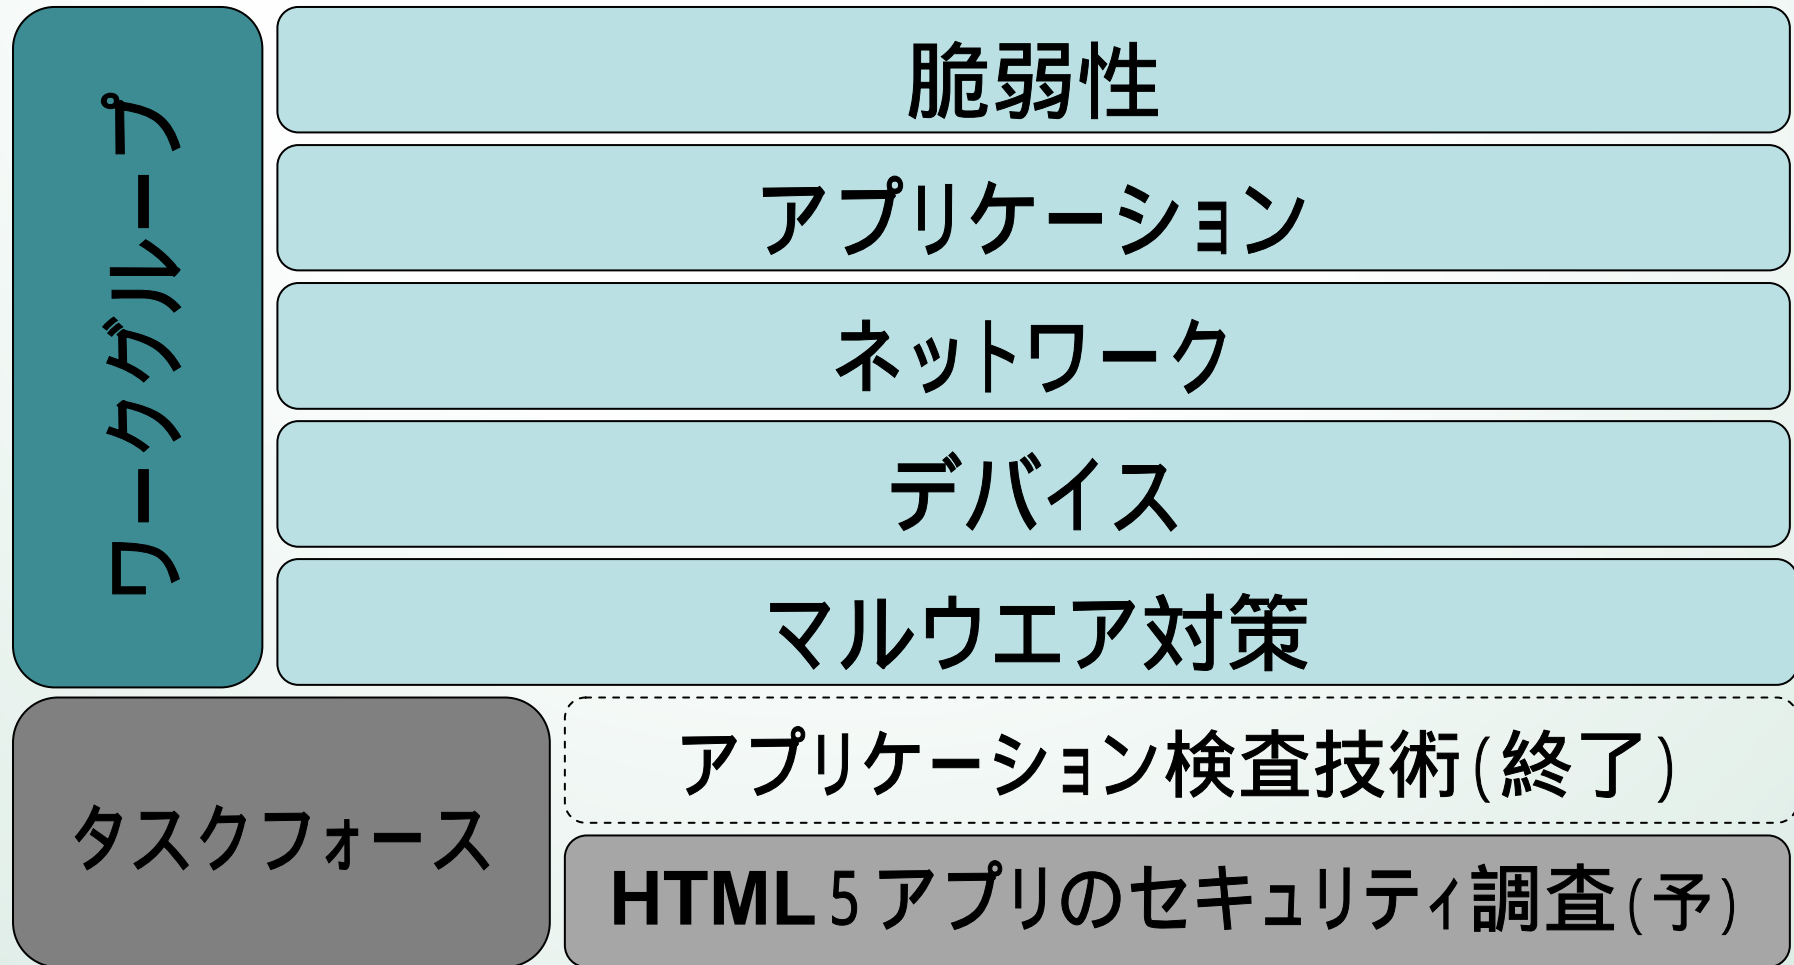 ワークグループ
脆弱性
アプリケーション
ネットワーク
デバイス
マルウエア対策
タスクフォース
アプリケーション検査技術(終了)
HTML5アプリのセキュリティ調査(予)